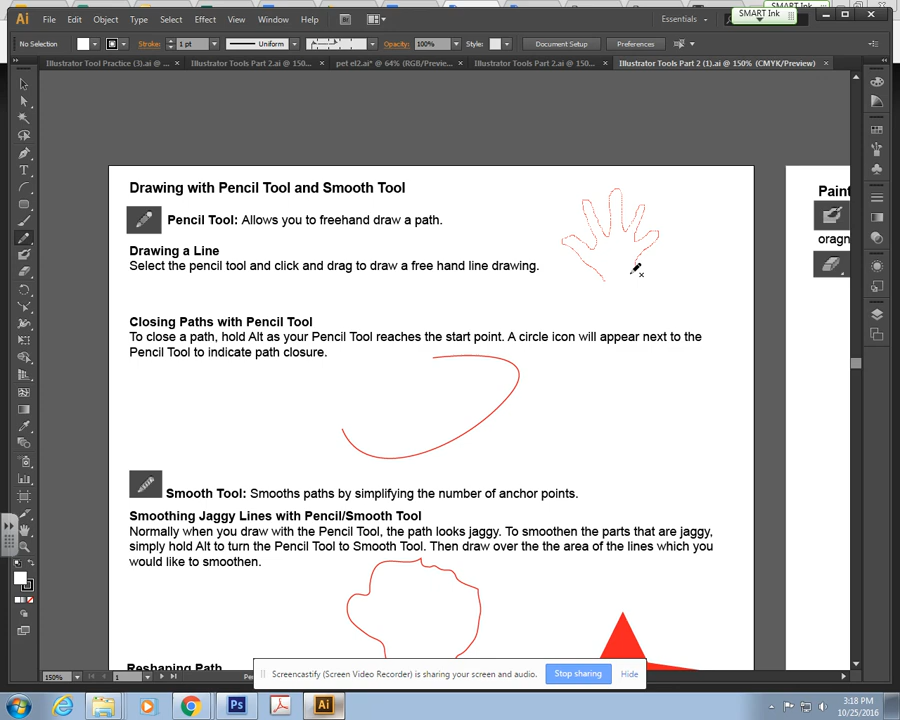 SMART Ink
Ai File Edit Object Type Select Effect View Window Help Br Essentials SMART Ink
No Selection Stroke: 1 pt Uniform Opacity: 100% Style: Document Setup Preferences
Illustrator Tool Practice (3).ai @ ... × Illustrator Tools Part 2.ai @ 150... × pet el2.ai* @ 64% (RGB/Previe... × Illustrator Tools Part 2.ai @ 150... × Illustrator Tools Part 2 (1).ai @ 150% (CMYK/Preview) ×
Drawing with Pencil Tool and Smooth Tool
Pencil Tool: Allows you to freehand draw a path.
Drawing a Line
Select the pencil tool and click and drag to draw a free hand line drawing.
Closing Paths with Pencil Tool
To close a path, hold Alt as your Pencil Tool reaches the start point. A circle icon will appear next to the
Pencil Tool to indicate path closure.
Smooth Tool: Smooths paths by simplifying the number of anchor points.
Smoothing Jaggy Lines with Pencil/Smooth Tool
Normally when you draw with the Pencil Tool, the path looks jaggy. To smoothen the parts that are jaggy,
simply hold Alt to turn the Pencil Tool to Smooth Tool. Then draw over the the area of the lines which you
would like to smoothen.
Reshaping Path
Paint
oragn
150% 1 Pen
Screencastify (Screen Video Recorder) is sharing your screen and audio. Stop sharing Hide
Ps Ai
3:18 PM
10/25/2016